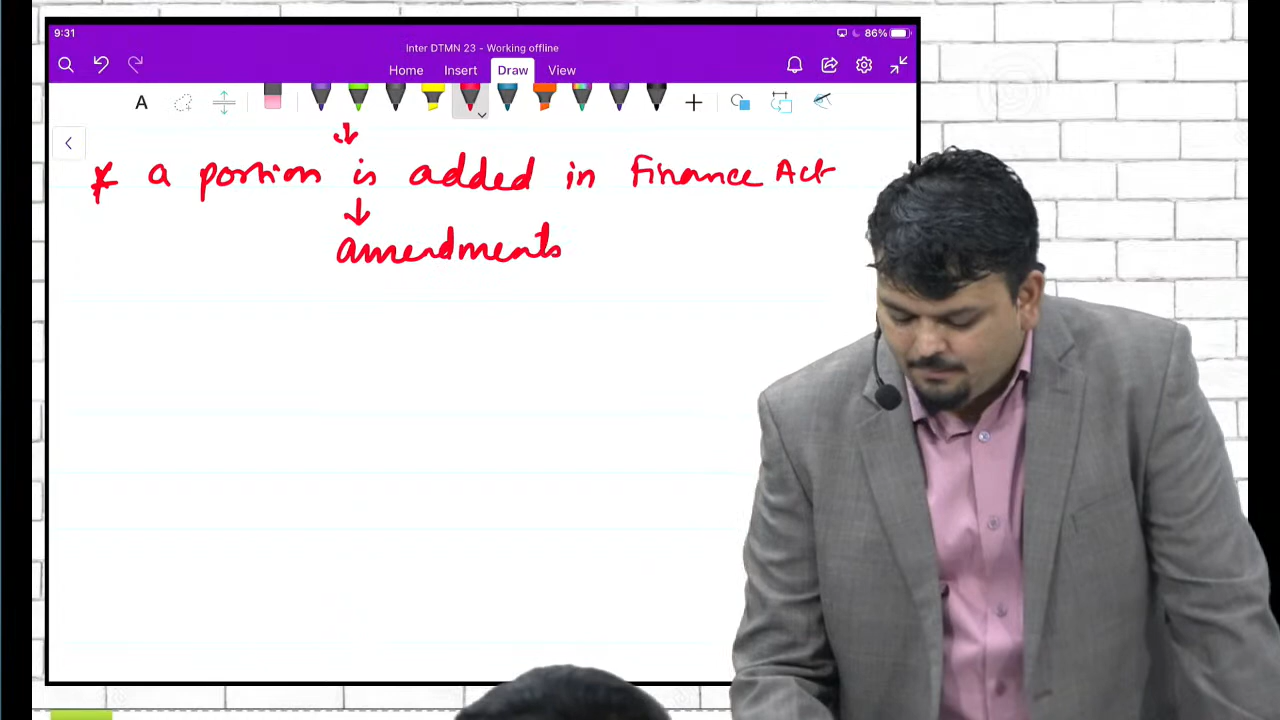 9:31
86%
Inter DTMN 23 - Working offline
Home Insert Draw View
A
* a portion is added in Finance Act
amendments